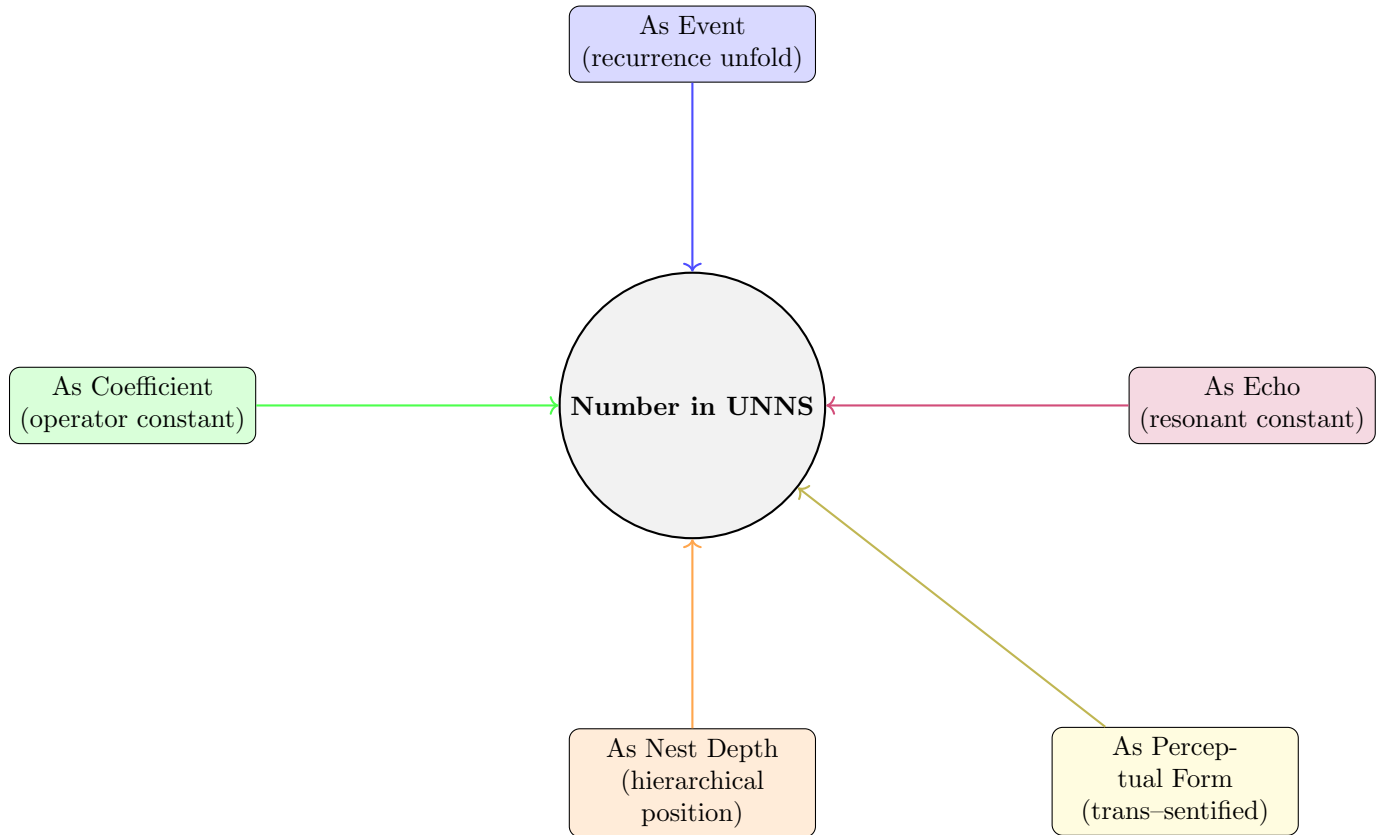 As Event
(recurrence unfold)
As Coefficient
(operator constant)
Number in UNNS
As Echo
(resonant constant)
As Nest Depth
(hierarchical
position)
As Percep-
tual Form
(trans–sentified)